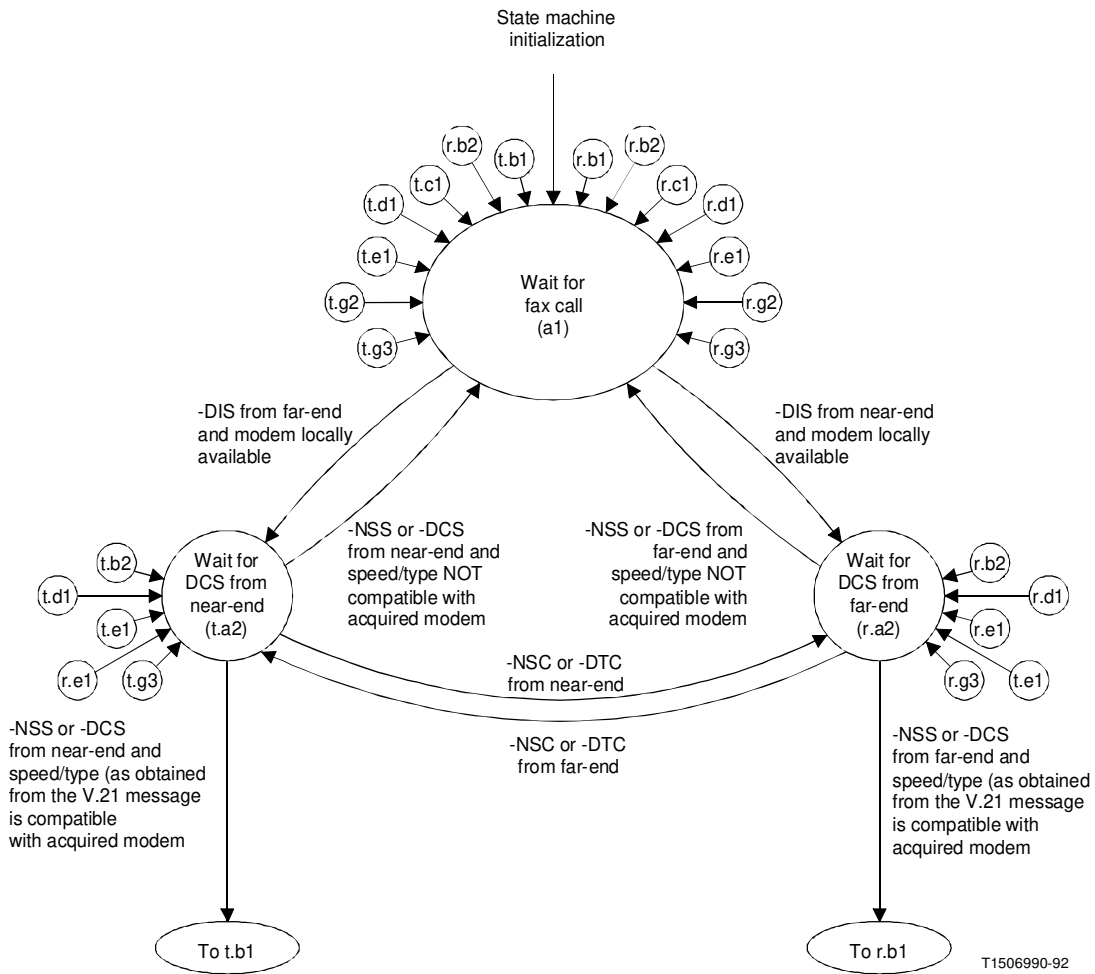 State machine
initialization
r.b2
t.b1
r.b1
r.b2
t.c1
r.c1
t.d1
r.d1
t.e1
r.e1
Wait for
fax call
(a1)
t.g2
r.g2
t.g3
r.g3
-DIS from far-end
and modem locally
available
-DIS from near-end
and modem locally
available
-NSS or -DCS
from near-end and
speed/type NOT
compatible with
acquired modem
-NSS or -DCS from
far-end and
speed/type NOT
compatible with
acquired modem
t.b2
t.d1
t.e1
r.e1
t.g3
Wait for
DCS from
near-end
(t.a2)
Wait for
DCS from
far-end
(r.a2)
r.b2
r.d1
r.e1
r.g3
t.e1
-NSC or -DTC
from near-end
-NSC or -DTC
from far-end
-NSS or -DCS
from near-end and
speed/type (as obtained
from the V.21 message
is compatible
with acquired modem
-NSS or -DCS
from far-end and
speed/type (as obtained
from the V.21 message
is compatible with
acquired modem
To t.b1
To r.b1
T1506990-92